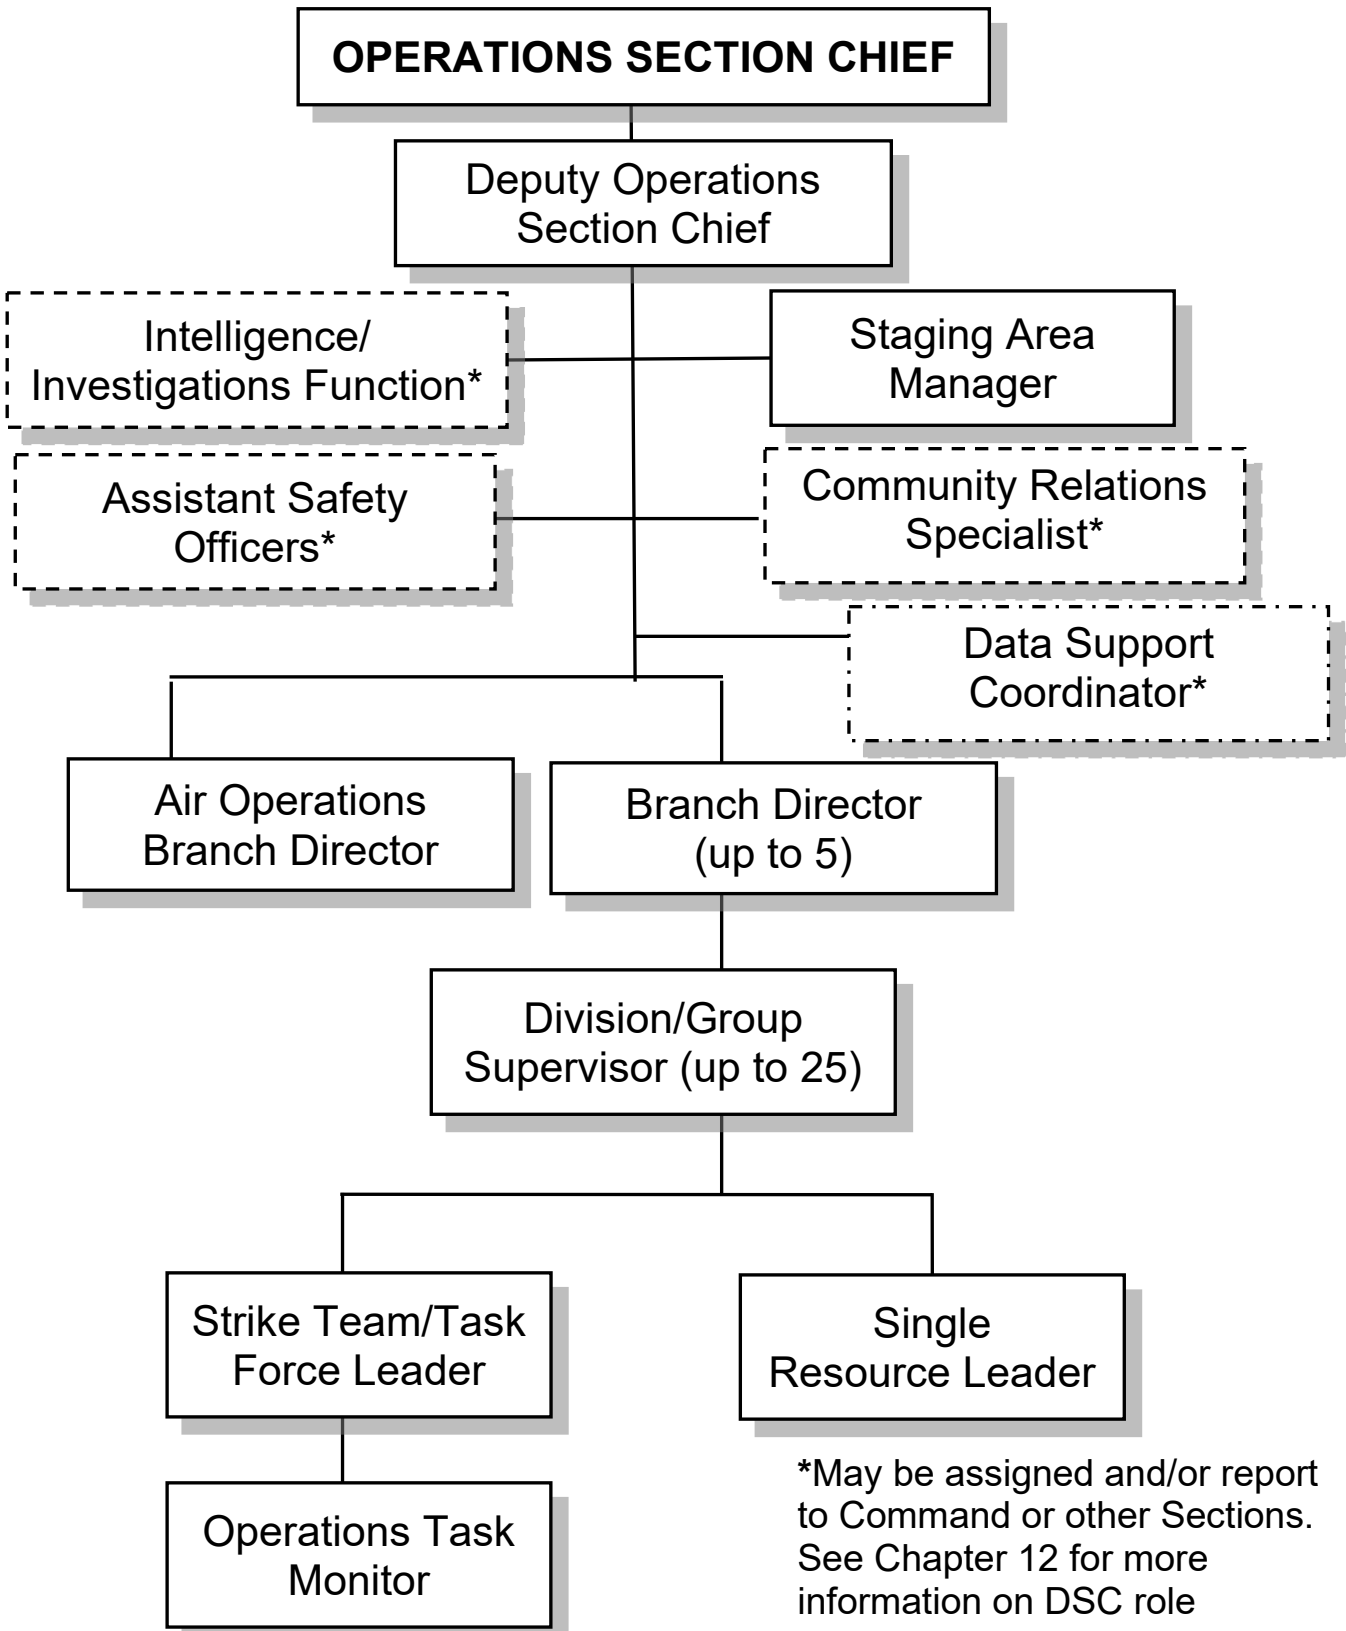 OPERATIONS SECTION CHIEF
Deputy Operations
Section Chief
Intelligence/
Investigations Function*
Staging Area
Manager
Assistant Safety
Officers*
Community Relations
Specialist*
Data Support
Coordinator*
Air Operations
Branch Director
Branch Director
(up to 5)
Division/Group
Supervisor (up to 25)
Strike Team/Task
Force Leader
Single
Resource Leader
Operations Task
Monitor
*May be assigned and/or report
to Command or other Sections.
See Chapter 12 for more
information on DSC role